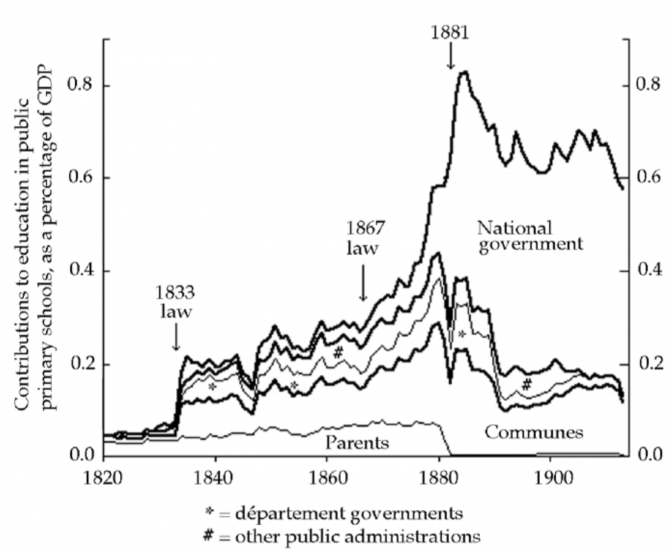 Contributions to education in public
primary schools, as a percentage of GDP
0.8
0.6
0.4
0.2
0.0
1881
1867
law
1833
law
National
government
#
*
*
*
#
Parents
Communes
0.8
0.6
0.4
0.2
0.0
1820
1840
1860
1880
1900
* = département governments
# = other public administrations